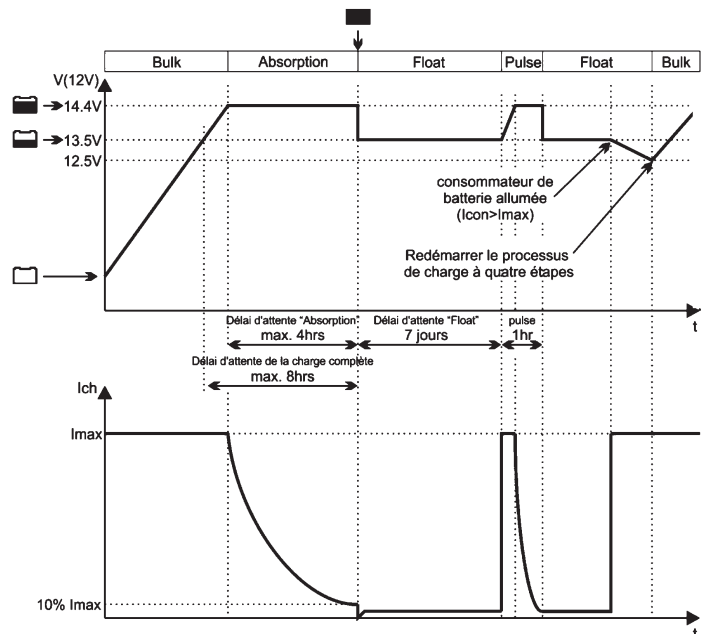 Bulk
Absorption
Float
Pulse
Float
Bulk
V(12V)
14.4V
13.5V
12.5V
consommateur de
batterie allumée
(Icon>Imax)
Redémarrer le processus
de charge à quatre étapes
t
Délai d'attente “Absorption”
max. 4hrs
Délai d'attente “Float”
7 jours
pulse
1hr
Délai d'attente de la charge complète
max. 8hrs
Ich
Imax
10% Imax
t